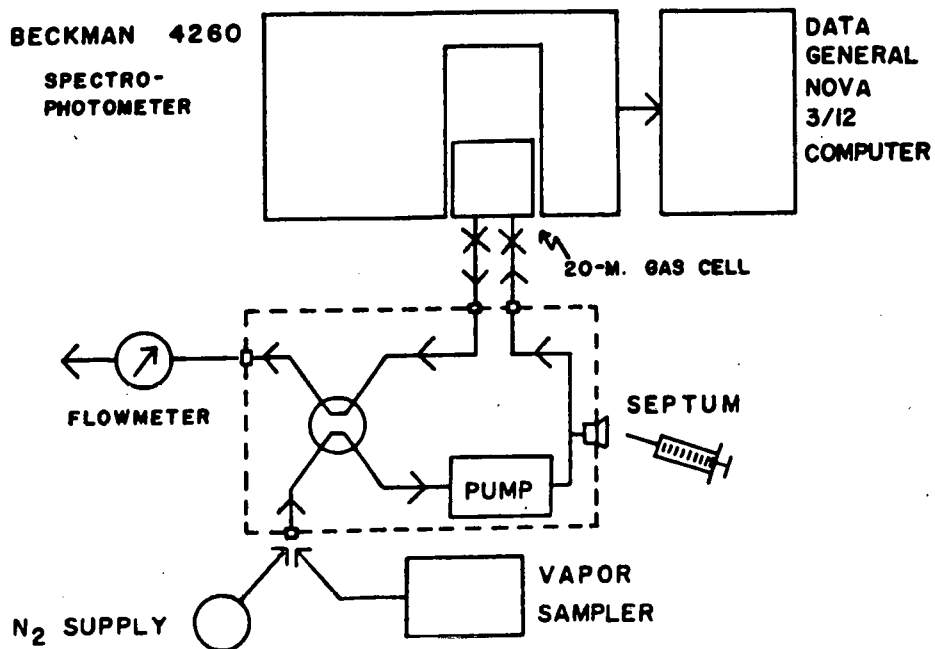 BECKMAN 4260
SPECTRO-
PHOTOMETER
DATA
GENERAL
NOVA
3/12
COMPUTER
20-M. GAS CELL
FLOWMETER
SEPTUM
PUMP
VAPOR
SAMPLER
N2 SUPPLY